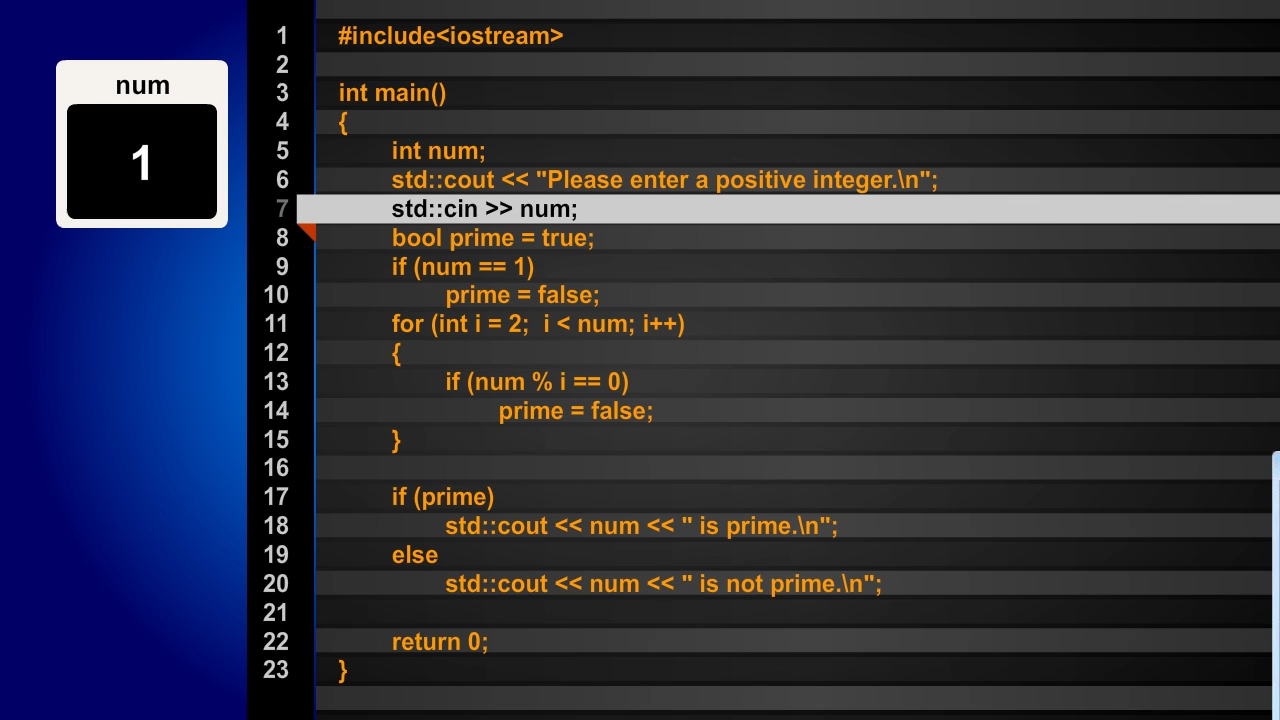 num
1
1 #include<iostream>
2
3 int main()
4 {
5 int num;
6 std::cout << "Please enter a positive integer.\n";
7 std::cin >> num;
8 bool prime = true;
9 if (num == 1)
10 prime = false;
11 for (int i = 2;  i < num; i++)
12 {
13 if (num % i == 0)
14 prime = false;
15 }
16
17 if (prime)
18 std::cout << num << " is prime.\n";
19 else
20 std::cout << num << " is not prime.\n";
21
22 return 0;
23 }